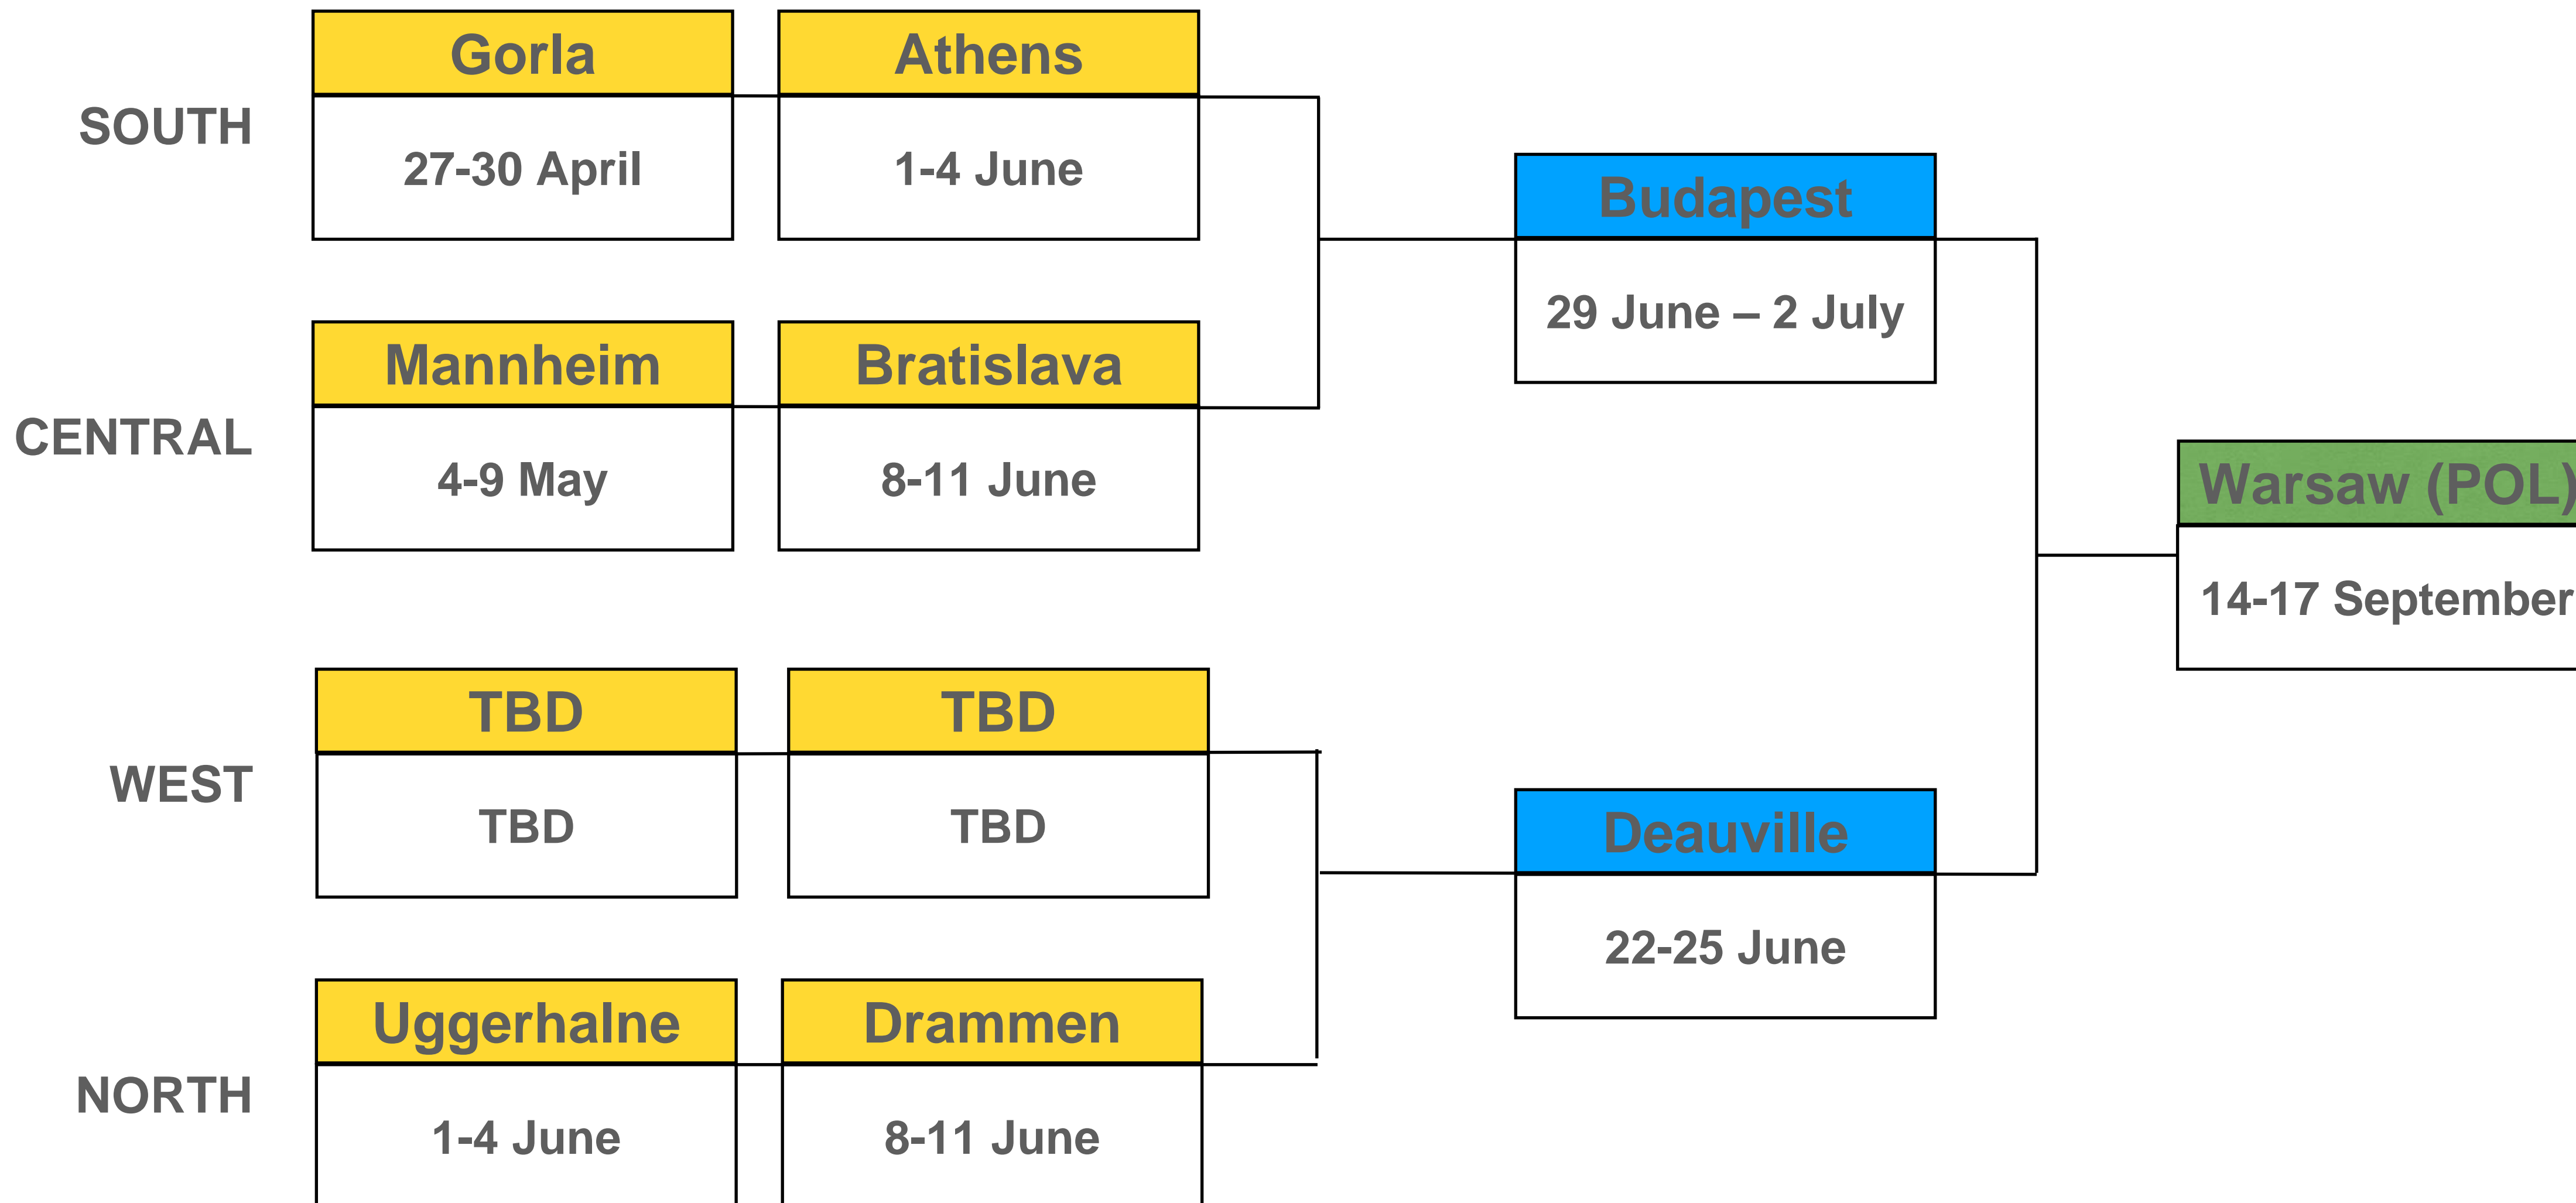 SOUTH
Gorla
27-30 April
Athens
1-4 June
CENTRAL
Mannheim
4-9 May
Bratislava
8-11 June
Budapest
29 June – 2 July
WEST
TBD
TBD
TBD
TBD
NORTH
Uggerhalne
1-4 June
Drammen
8-11 June
Deauville
22-25 June
Warsaw (POL)
14-17 September